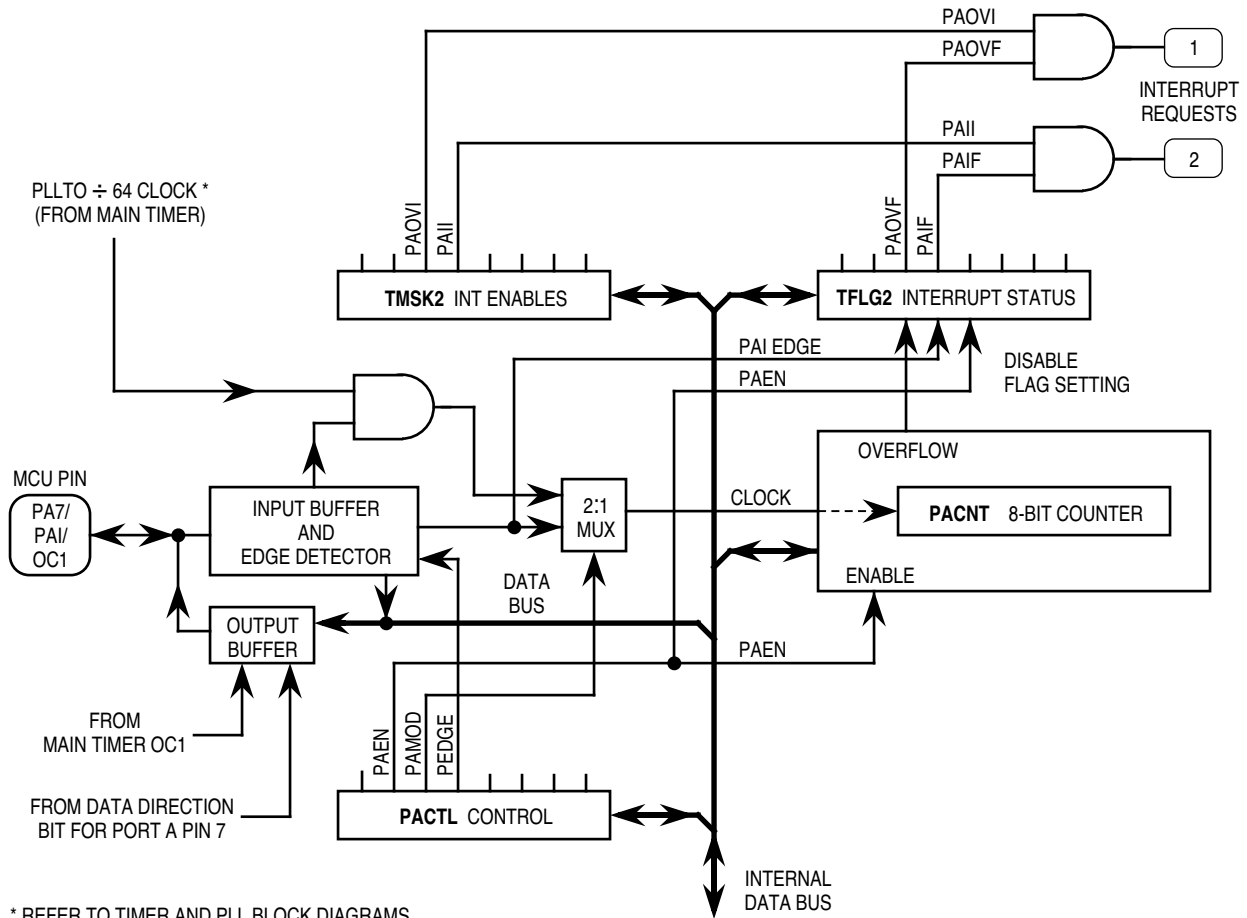 PAOVI
PAOVF
1
INTERRUPT
REQUESTS
PAII
PAIF
2
PLLTO ÷ 64 CLOCK *
(FROM MAIN TIMER)
PAOVI
PAII
PAOVF
PAIF
TMSK2 INT ENABLES
TFLG2 INTERRUPT STATUS
PAI EDGE
PAEN
DISABLE
FLAG SETTING
OVERFLOW
MCU PIN
PA7/
PAI/
OC1
INPUT BUFFER
AND
EDGE DETECTOR
2:1
MUX
CLOCK
PACNT 8-BIT COUNTER
ENABLE
DATA
BUS
OUTPUT
BUFFER
PAEN
FROM
MAIN TIMER OC1
PAEN
PAMOD
PEDGE
FROM DATA DIRECTION
BIT FOR PORT A PIN 7
PACTL CONTROL
INTERNAL
DATA BUS
* REFER TO TIMER AND PLL BLOCK DIAGRAMS